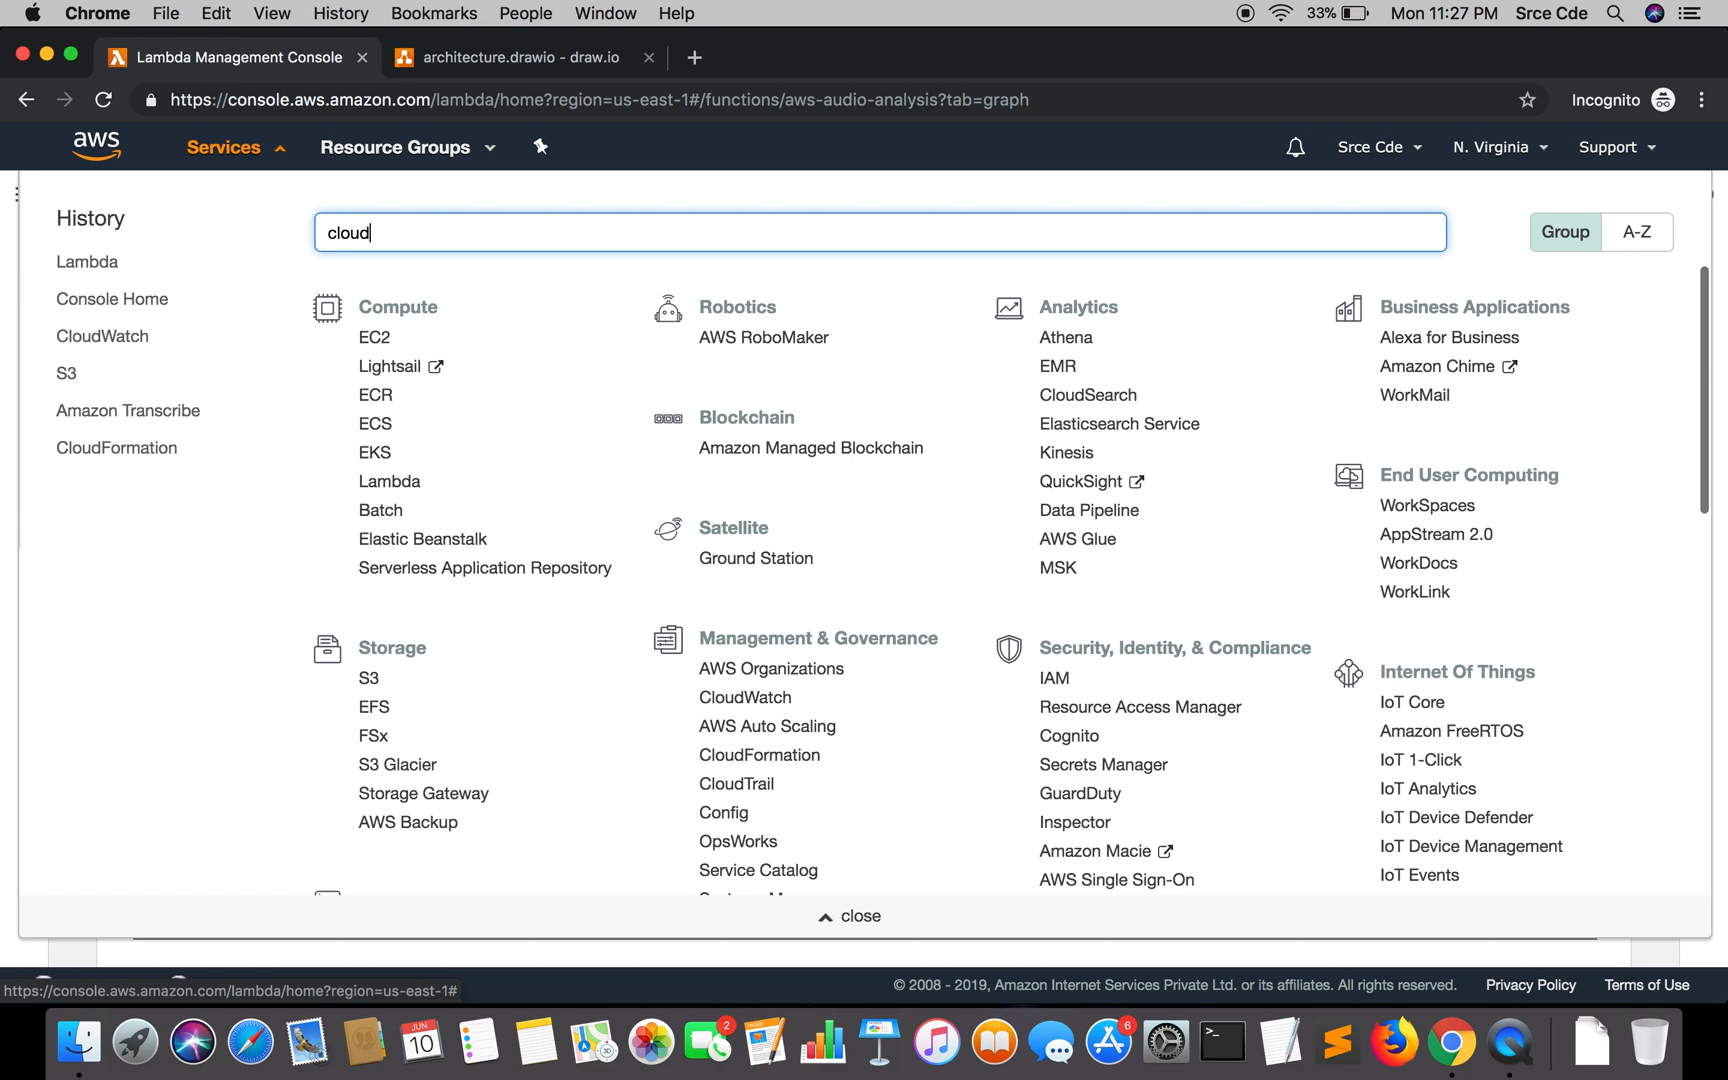 Chrome File Edit View History Bookmarks People Window Help 33% Mon 11:27 PM Srce Cde
Lambda Management Console architecture.drawio - draw.io
https://console.aws.amazon.com/lambda/home?region=us-east-1#/functions/aws-audio-analysis?tab=graph Incognito
aws Services Resource Groups Srce Cde N. Virginia Support
History
Lambda
Console Home
CloudWatch
S3
Amazon Transcribe
CloudFormation
cloud
Group A-Z
Compute
EC2
Lightsail
ECR
ECS
EKS
Lambda
Batch
Elastic Beanstalk
Serverless Application Repository
Storage
S3
EFS
FSx
S3 Glacier
Storage Gateway
AWS Backup
Robotics
AWS RoboMaker
Blockchain
Amazon Managed Blockchain
Satellite
Ground Station
Management & Governance
AWS Organizations
CloudWatch
AWS Auto Scaling
CloudFormation
CloudTrail
Config
OpsWorks
Service Catalog
Analytics
Athena
EMR
CloudSearch
Elasticsearch Service
Kinesis
QuickSight
Data Pipeline
AWS Glue
MSK
Security, Identity, & Compliance
IAM
Resource Access Manager
Cognito
Secrets Manager
GuardDuty
Inspector
Amazon Macie
AWS Single Sign-On
Business Applications
Alexa for Business
Amazon Chime
WorkMail
End User Computing
WorkSpaces
AppStream 2.0
WorkDocs
WorkLink
Internet Of Things
IoT Core
Amazon FreeRTOS
IoT 1-Click
IoT Analytics
IoT Device Defender
IoT Device Management
IoT Events
close
https://console.aws.amazon.com/lambda/home?region=us-east-1#
© 2008 - 2019, Amazon Internet Services Private Ltd. or its affiliates. All rights reserved. Privacy Policy Terms of Use
JUN
10
3D
2
PAGES
6